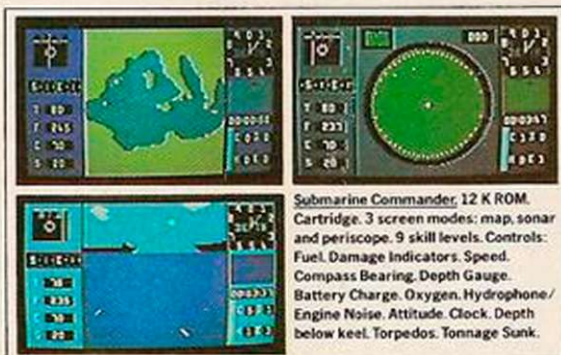 Submarine Commander. 12 K ROM.
Cartridge. 3 screen modes: map, sonar
and periscope. 9 skill levels. Controls:
Fuel. Damage Indicators. Speed.
Compass Bearing. Depth Gauge.
Battery Charge. Oxygen. Hydrophone/
Engine Noise. Attitude. Clock. Depth
below keel. Torpedos. Tonnage Sunk.